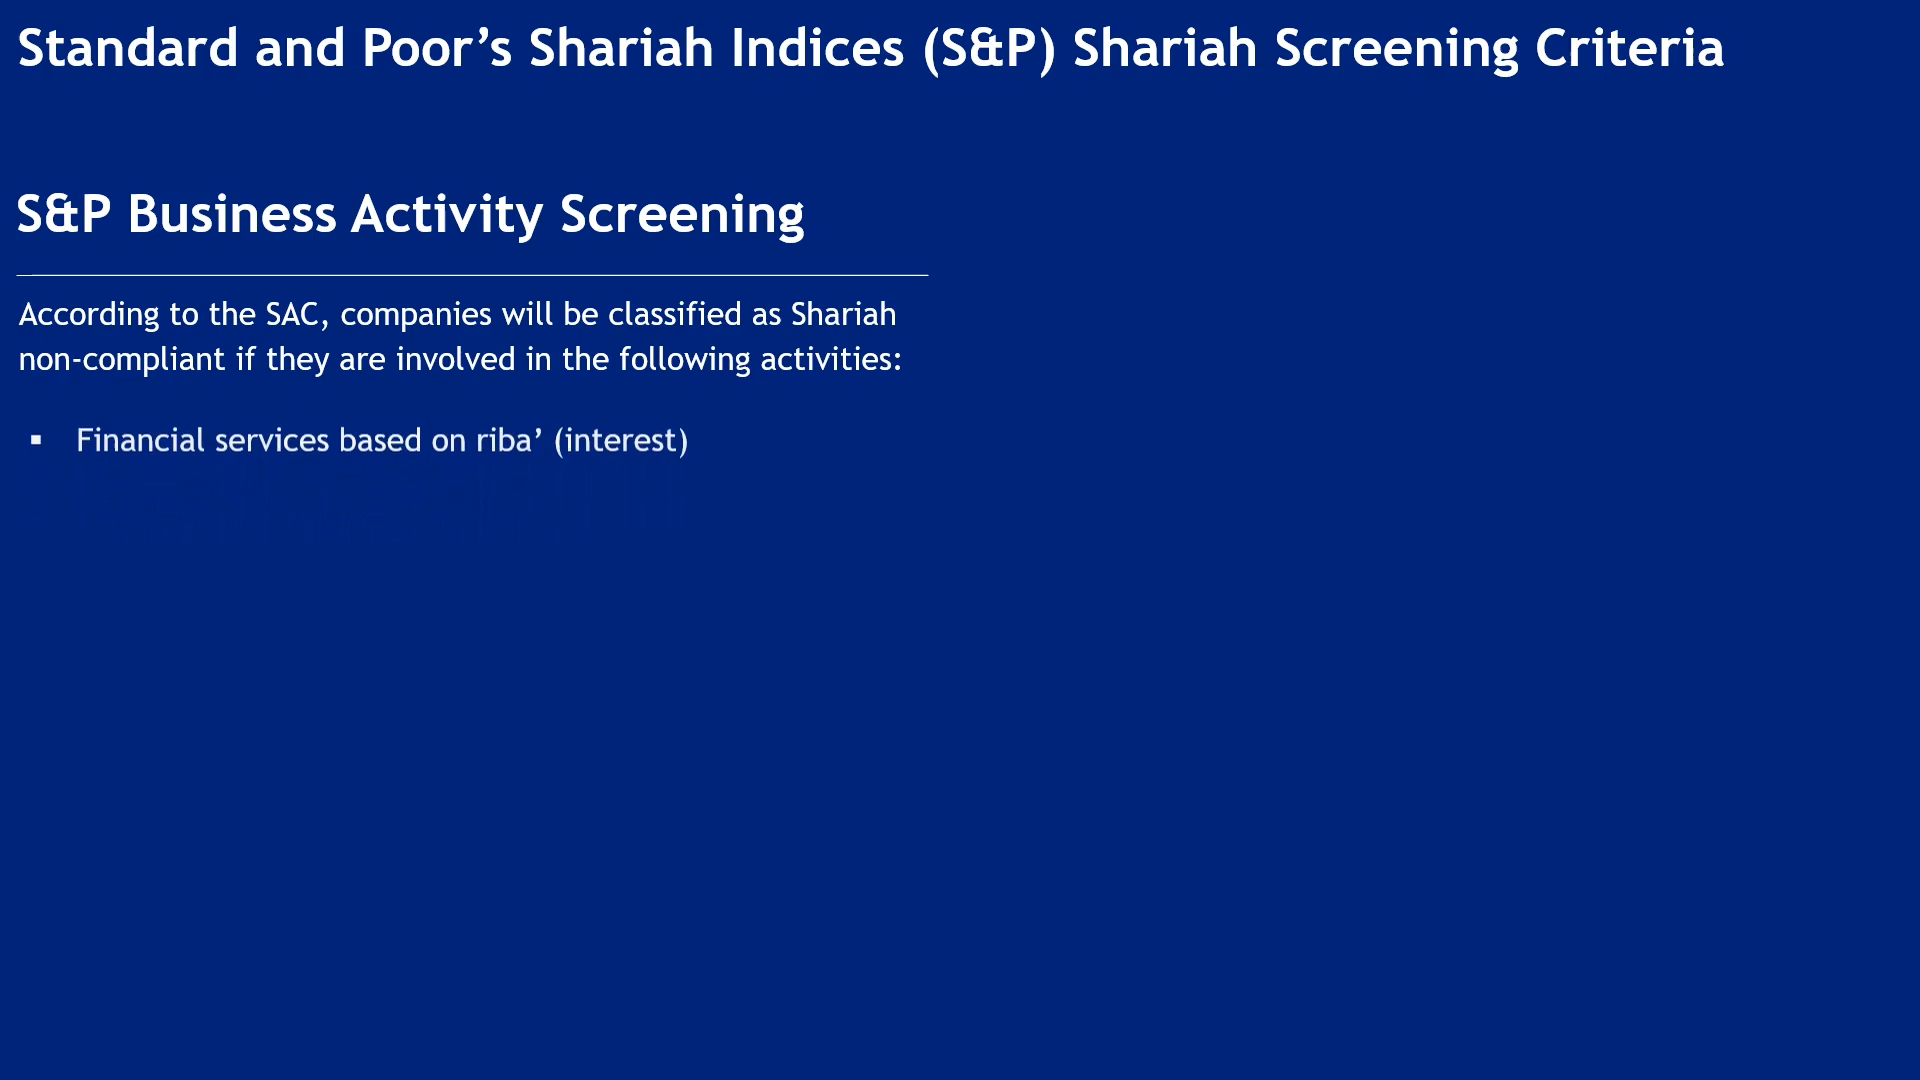 Standard and Poor’s Shariah Indices (S&P) Shariah Screening Criteria
S&P Business Activity Screening
According to the SAC, companies will be classified as Shariah
non-compliant if they are involved in the following activities:
▪ Financial services based on riba’ (interest)